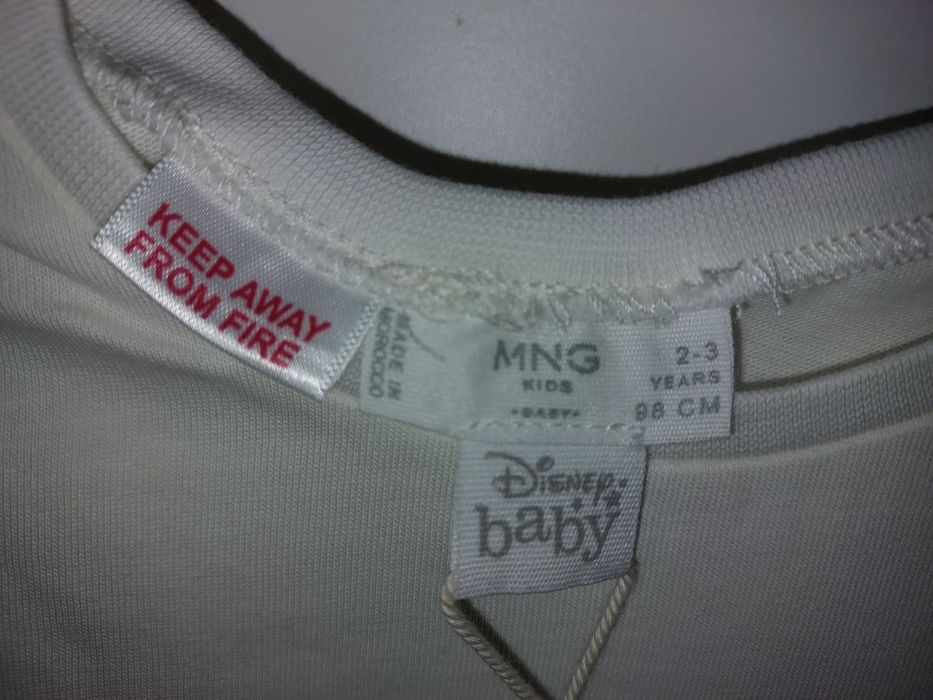 KEEP AWAY
FROM FIRE
MADE IN
MOROCCO
MNG
KIDS
•BABY•
2-3
YEARS
98 CM
Disney
baby